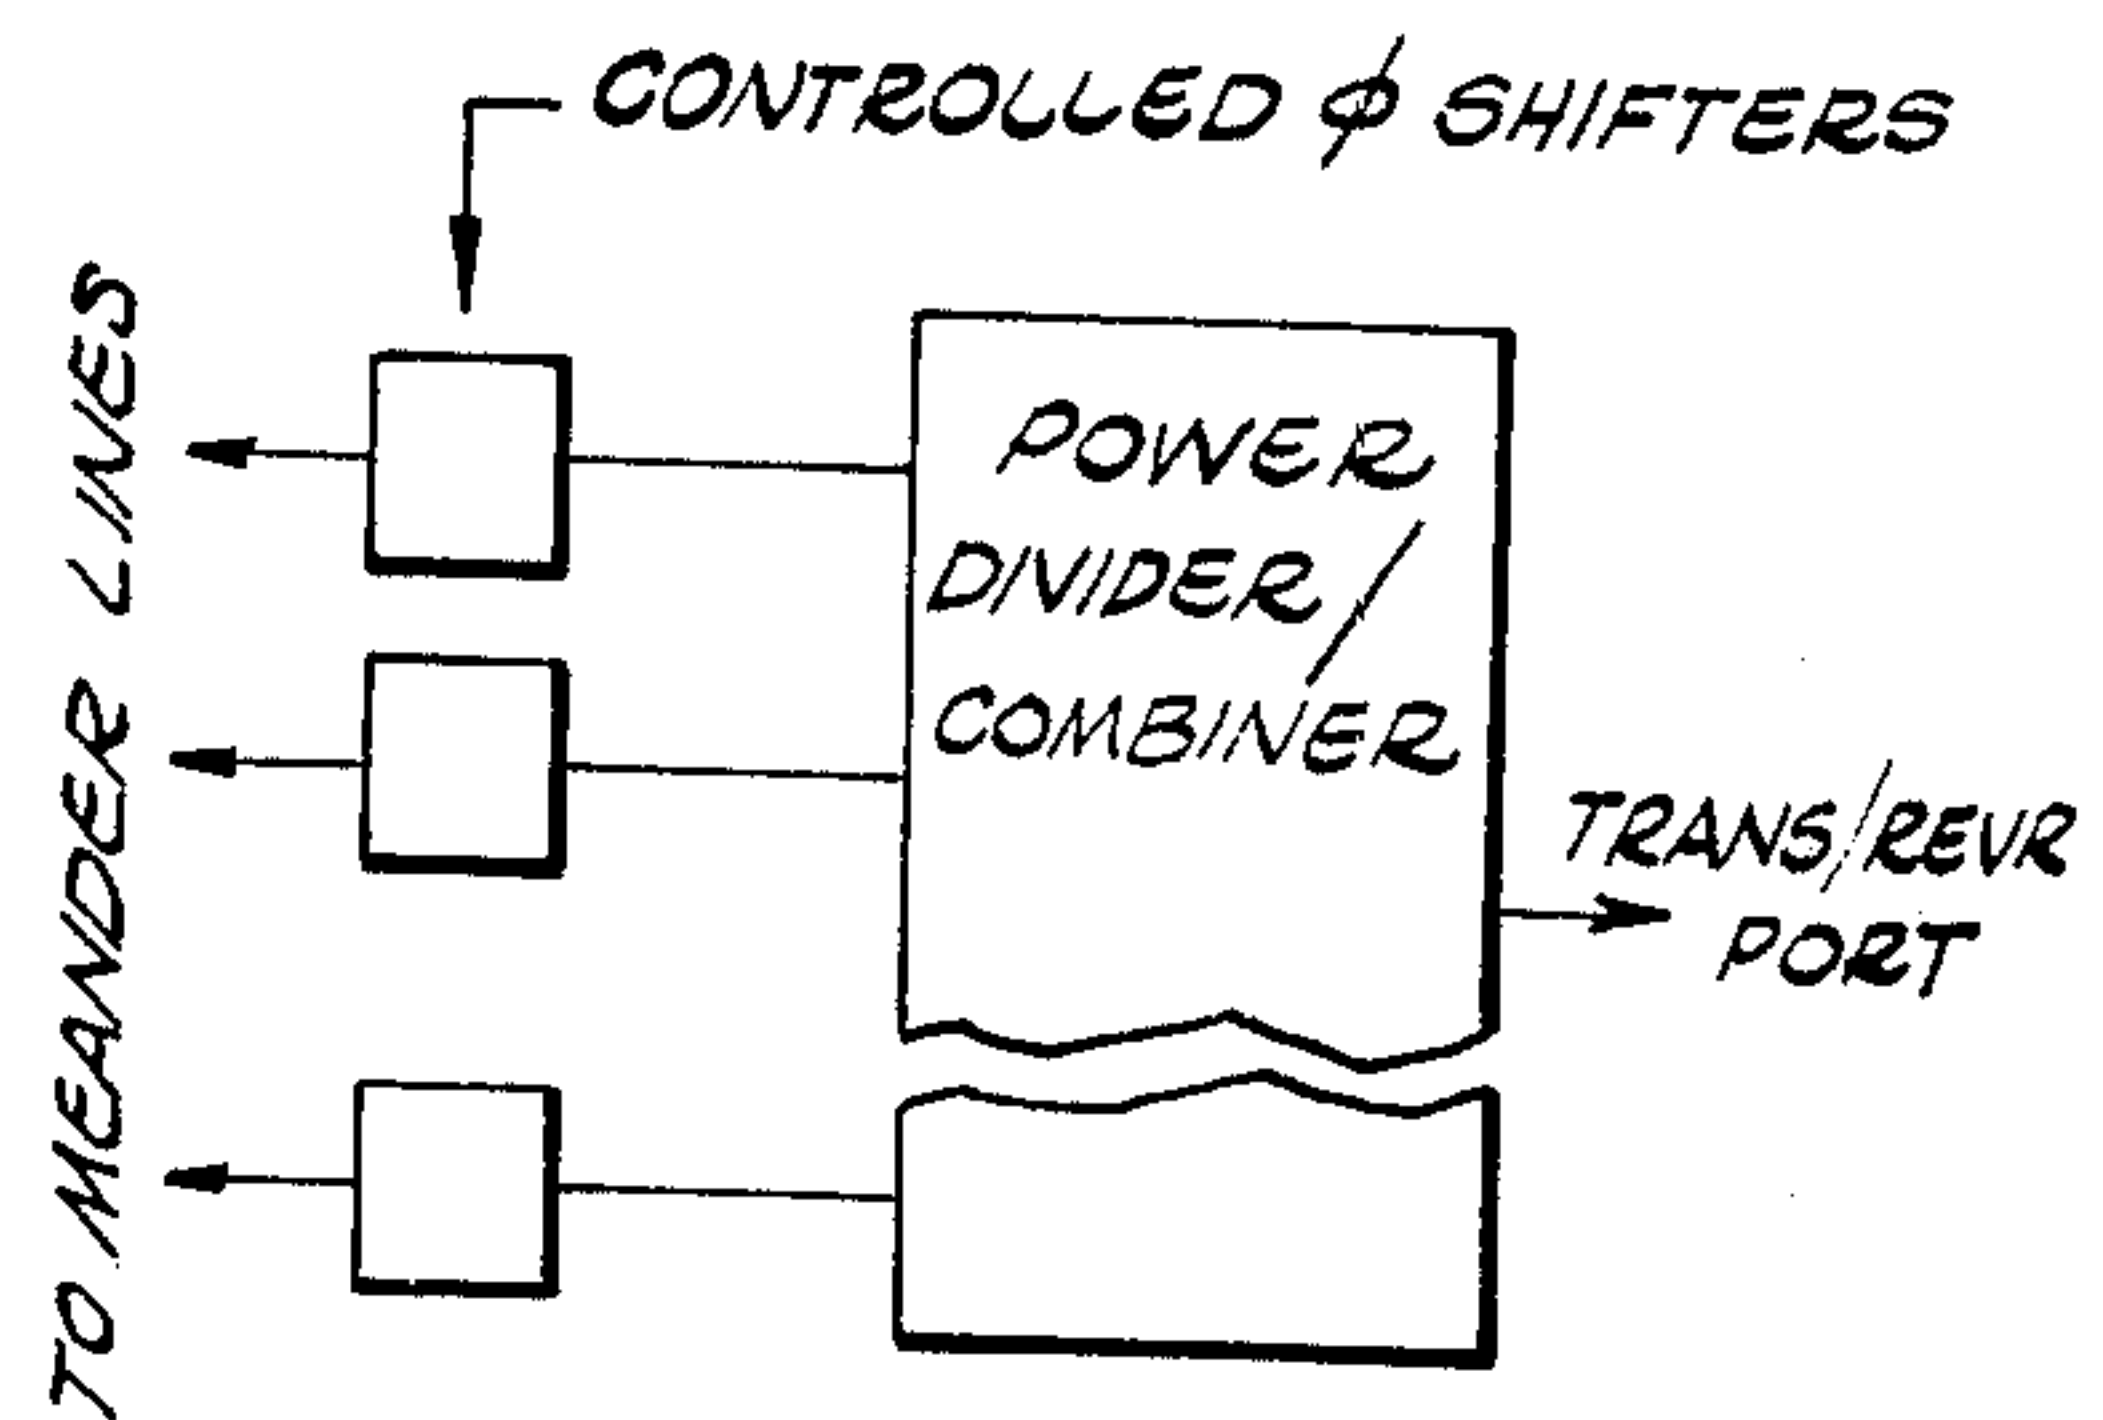 CONTROLLED ϕ SHIFTERS
TO MEANDER LINES
POWER
DIVIDER/
COMBINER
TRANS/REVR
PORT